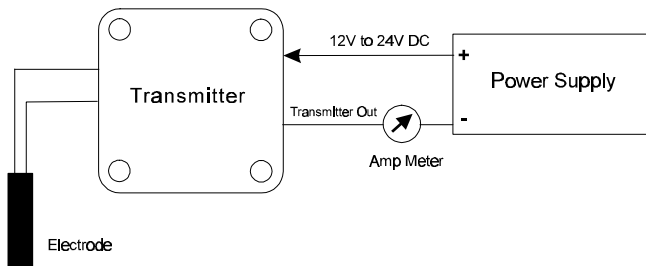 12V to 24V DC
+
Power Supply
Transmitter
Transmitter Out
-
Amp Meter
Electrode